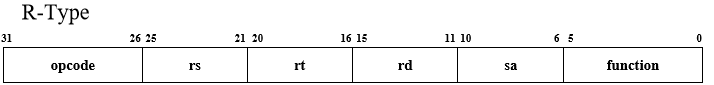 R-Type
31 26 25 21 20 16 15 11 10 6 5 0
opcode rs rt rd sa function